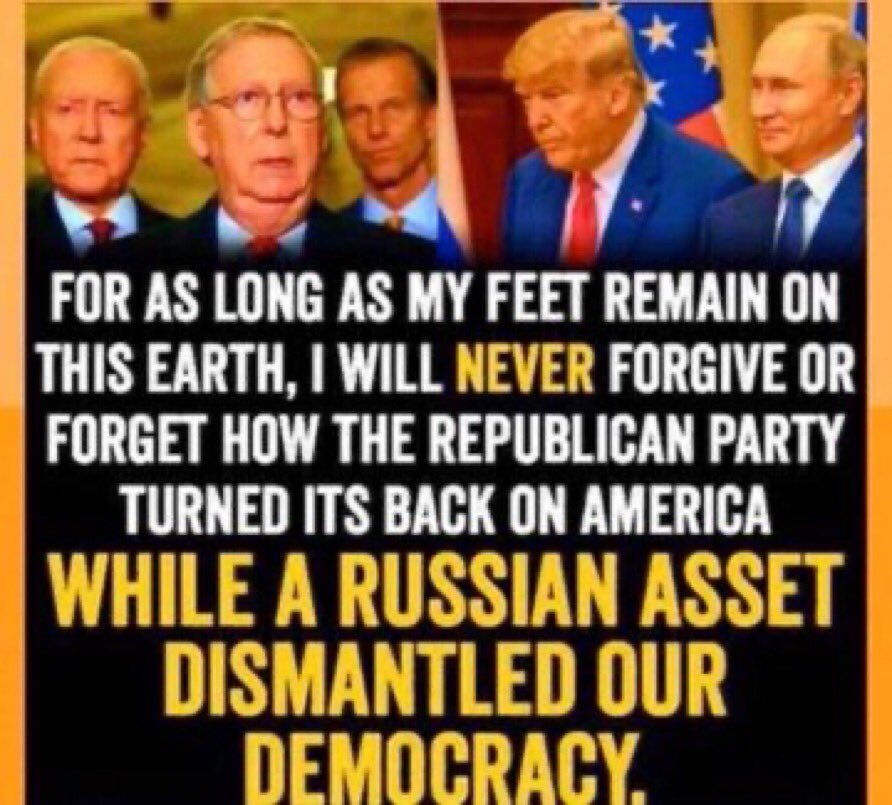 FOR AS LONG AS MY FEET REMAIN ON
THIS EARTH, I WILL NEVER FORGIVE OR
FORGET HOW THE REPUBLICAN PARTY
TURNED ITS BACK ON AMERICA
WHILE A RUSSIAN ASSET
DISMANTLED OUR
DEMOCRACY.